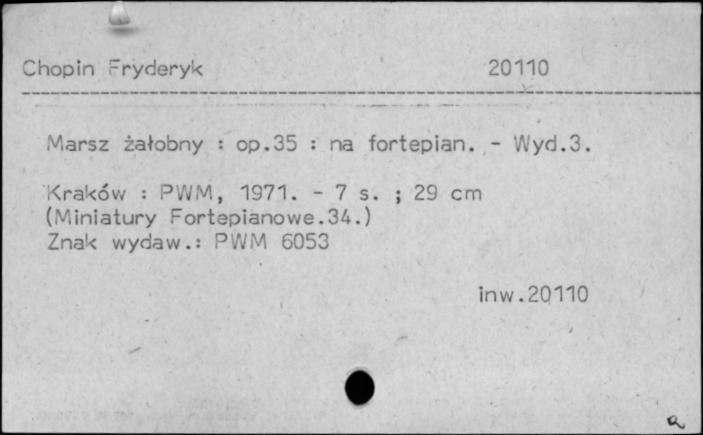 Chopin Fryderyk 20110
Marsz żałobny : op.35 : na fortepian. - Wyd.3.
Kraków : PWM, 1971. - 7 s. ; 29 cm
(Miniatury Fortepianowe.34.)
Znak wydaw.: PWM 6053
inw.20110
a